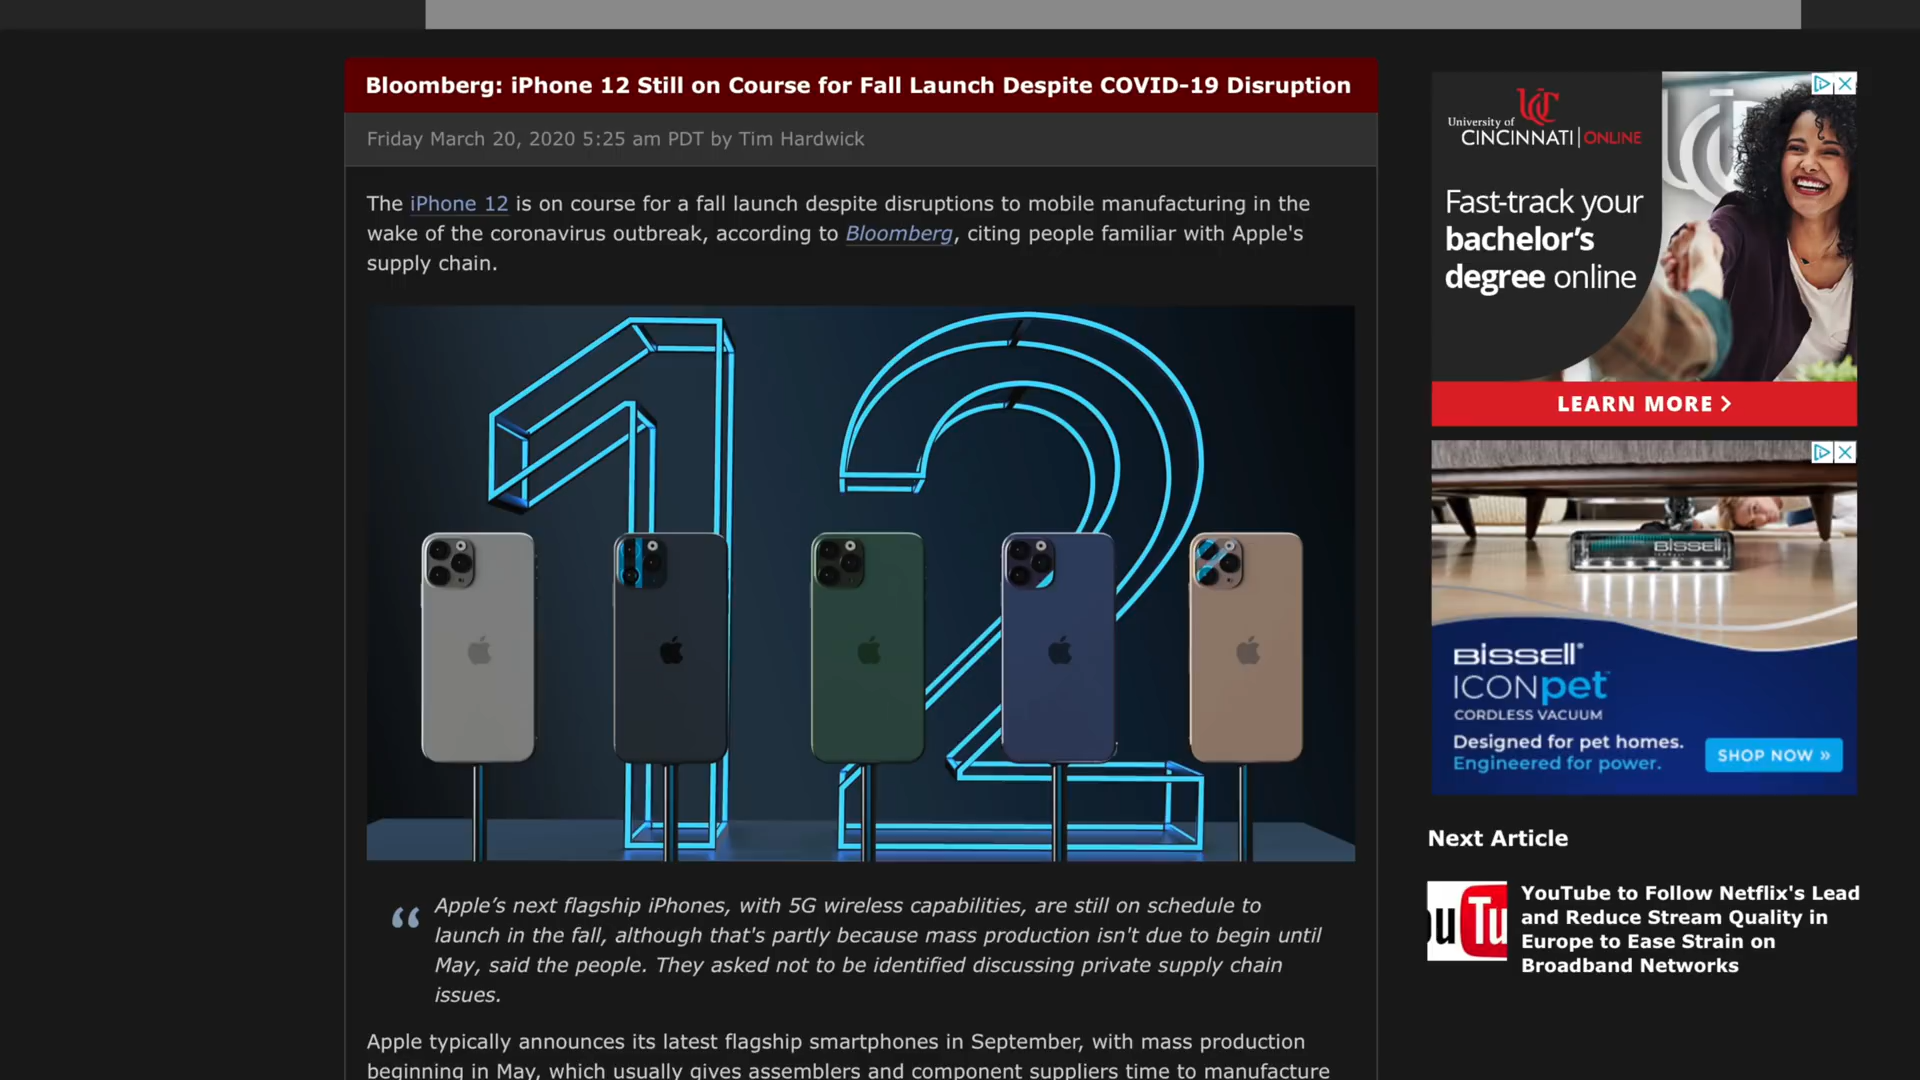 Bloomberg: iPhone 12 Still on Course for Fall Launch Despite COVID-19 Disruption
Friday March 20, 2020 5:25 am PDT by Tim Hardwick
The iPhone 12 is on course for a fall launch despite disruptions to mobile manufacturing in the
wake of the coronavirus outbreak, according to Bloomberg, citing people familiar with Apple's
supply chain.
12
“ Apple’s next flagship iPhones, with 5G wireless capabilities, are still on schedule to
launch in the fall, although that's partly because mass production isn't due to begin until
May, said the people. They asked not to be identified discussing private supply chain
issues.
Apple typically announces its latest flagship smartphones in September, with mass production
beginning in May, which usually gives assemblers and component suppliers time to manufacture
UC
University of
CINCINNATI | ONLINE
Fast-track your
bachelor’s
degree online
LEARN MORE >
BISSELL
BISSELL®
ICONpet™
CORDLESS VACUUM
Designed for pet homes.
Engineered for power.
SHOP NOW »
Next Article
uTu
YouTube to Follow Netflix's Lead
and Reduce Stream Quality in
Europe to Ease Strain on
Broadband Networks